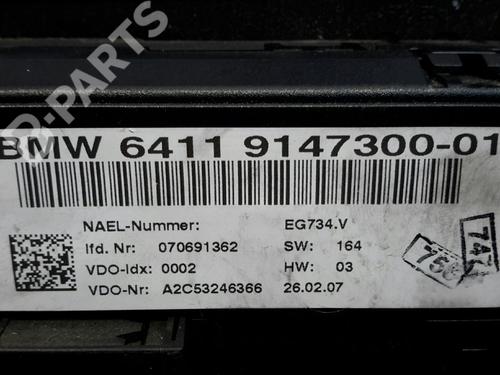 B-PARTS
BMW 6411 9147300-01
NAEL-Nummer: EG734.V
lfd. Nr: 070691362 SW: 164
VDO-Idx: 0002 HW: 03
VDO-Nr: A2C53246366 26.02.07